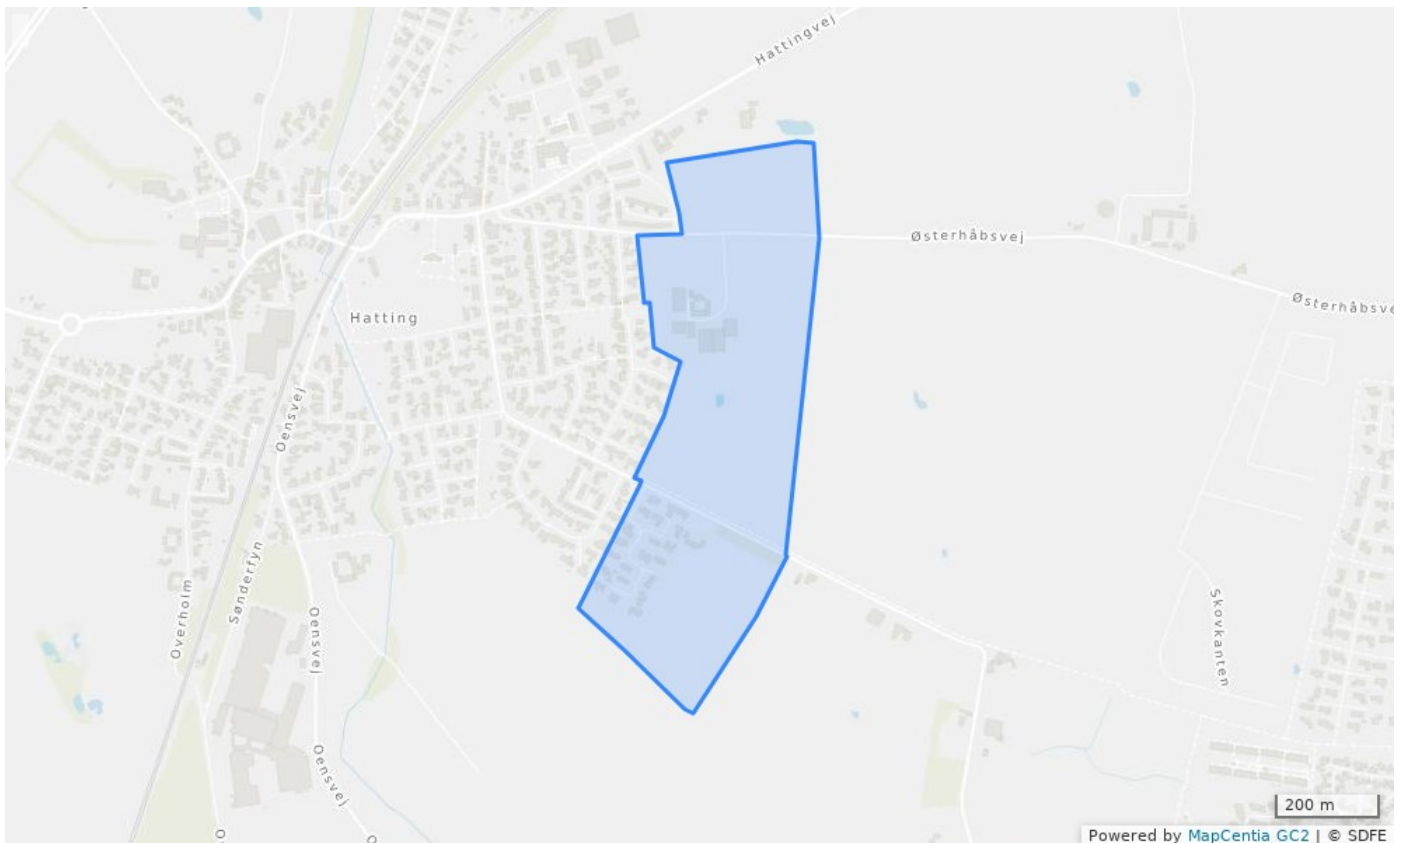 Hattingvej
Østerhåbsvej
Østerhåbsve
Hatting
Oensvej
Sønderfyn
Overholm
Oensvej
Skovkanten
Oensvej
O
O
200 m
Powered by MapCentia GC2 | © SDFE